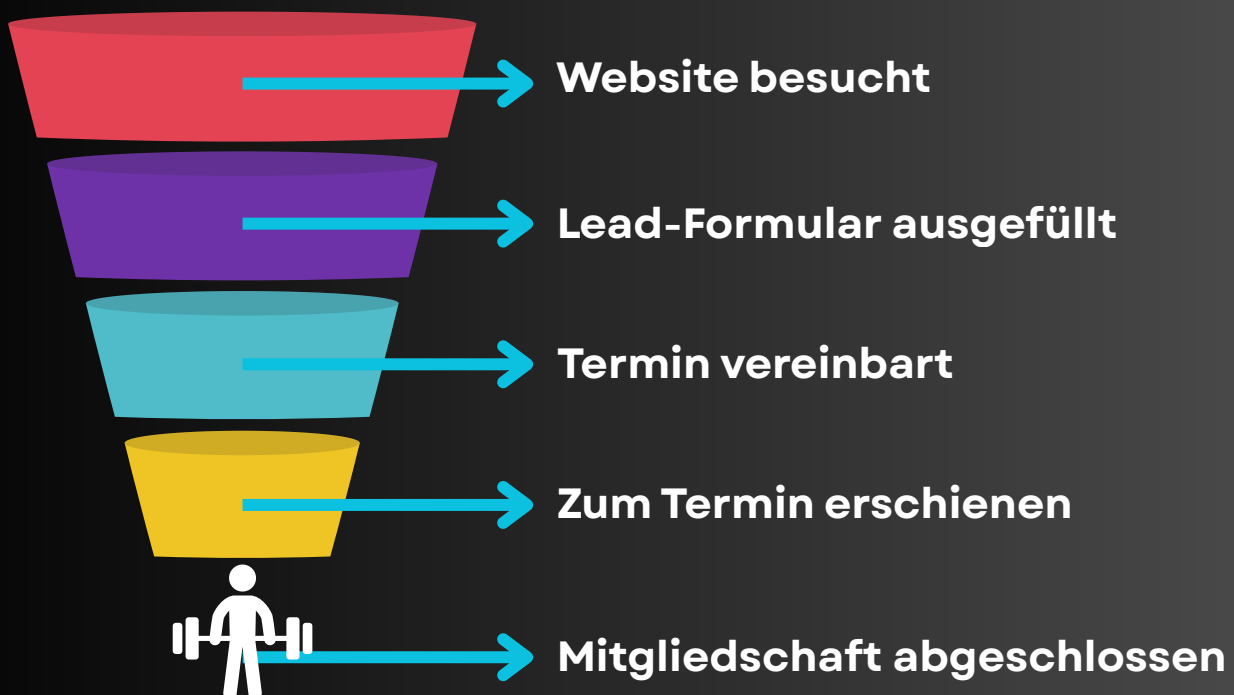 Website besucht
Lead-Formular ausgefüllt
Termin vereinbart
Zum Termin erschienen
Mitgliedschaft abgeschlossen